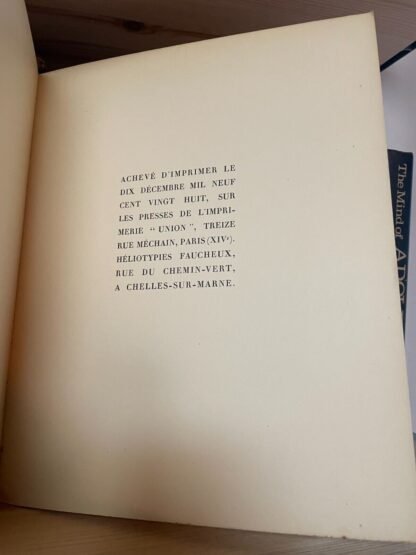 ACHEVÉ D'IMPRIMER LE
DIX DÉCEMBRE MIL NEUF
CENT VINGT HUIT, SUR
LES PRESSES DE L'IMPRI-
MERIE "UNION", TREIZE
RUE MÉCHAIN, PARIS (XIVᵉ).
HÉLIOTYPIES FAUCHEUX,
RUE DU CHEMIN-VERT,
A CHELLES-SUR-MARNE.
The Mind of